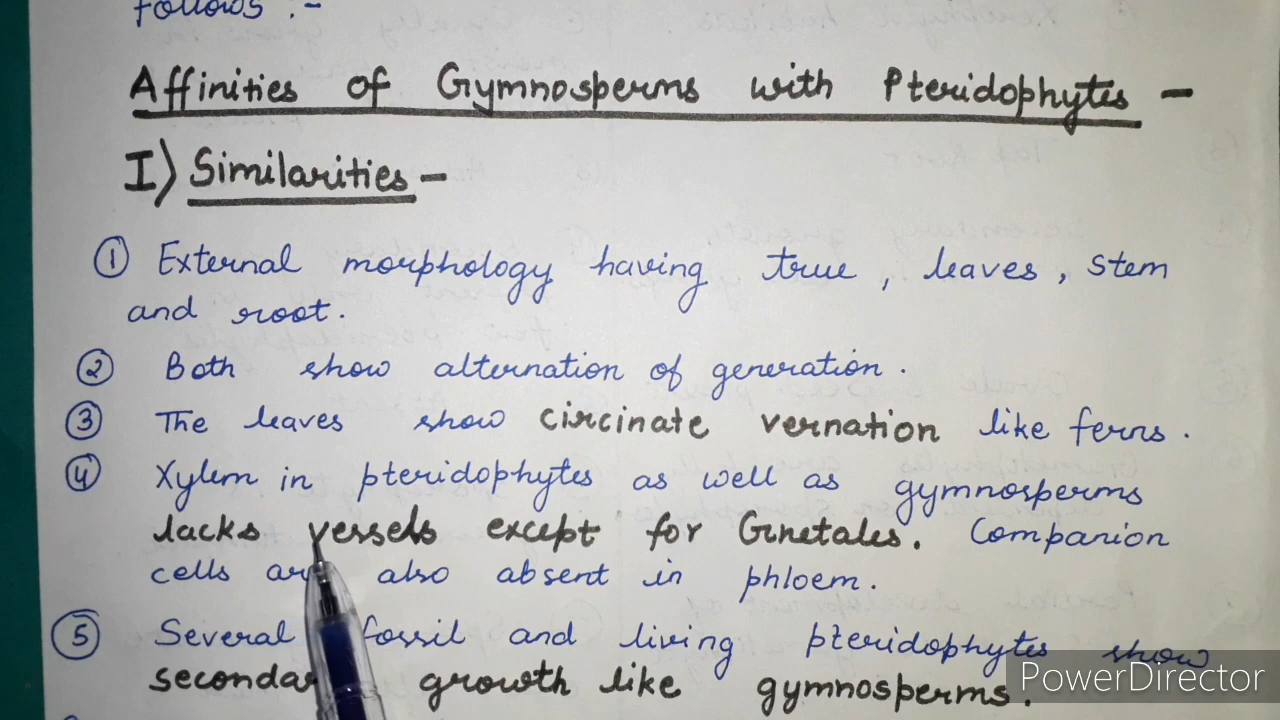 follows :-
Affinities of Gymnosperms with Pteridophytes -
I) Similarities -
① External morphology having true , leaves , stem
and root .
② Both show alternation of generation .
③ The leaves show circinate vernation like ferns .
④ Xylem in pteridophytes as well as gymnosperms
lacks vessels except for Gnetales . Companion
cells are also absent in phloem .
⑤ Several fossil and living pteridophytes show
secondary growth like gymnosperms .
PowerDirector